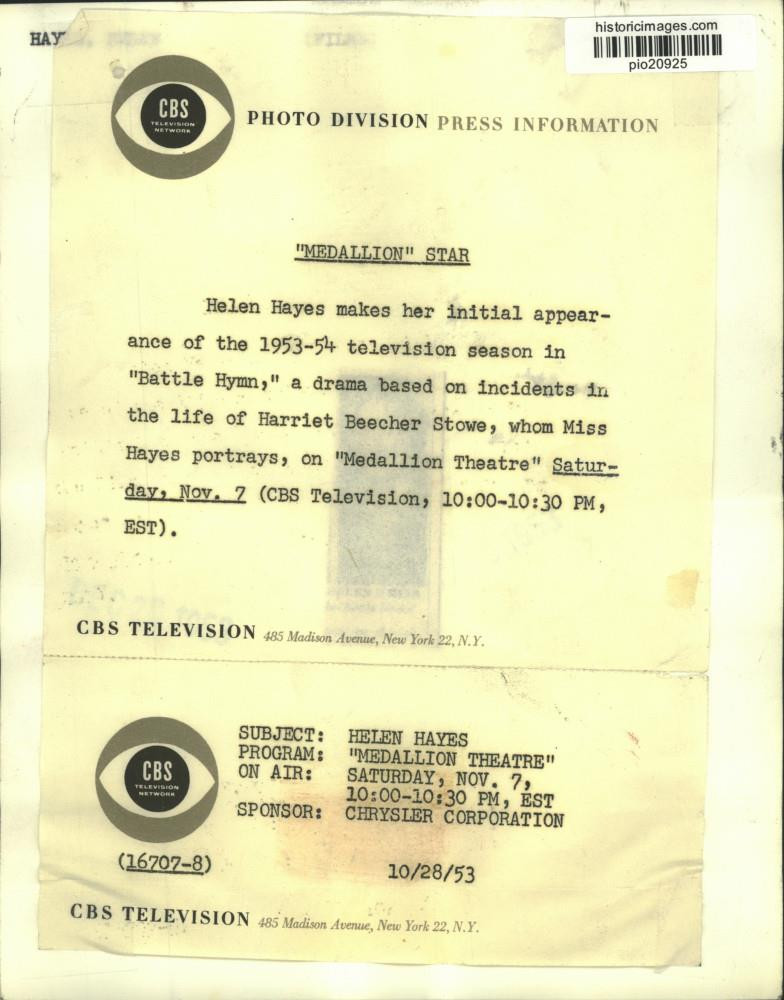 historicimages.com
pio20925
HAY
CBS
TELEVISION
NETWORK
PHOTO DIVISION PRESS INFORMATION
"MEDALLION" STAR
Helen Hayes makes her initial appear-
ance of the 1953-54 television season in
"Battle Hymn," a drama based on incidents in
the life of Harriet Beecher Stowe, whom Miss
Hayes portrays, on "Medallion Theatre" Satur-
day, Nov. 7 (CBS Television, 10:00-10:30 PM,
EST).
CBS TELEVISION 485 Madison Avenue, New York 22, N.Y.
CBS
TELEVISION
NETWORK
SUBJECT: HELEN HAYES
PROGRAM: "MEDALLION THEATRE"
ON AIR: SATURDAY, NOV. 7,
10:00-10:30 PM, EST
SPONSOR: CHRYSLER CORPORATION
(16707-8)
10/28/53
CBS TELEVISION 485 Madison Avenue, New York 22, N.Y.